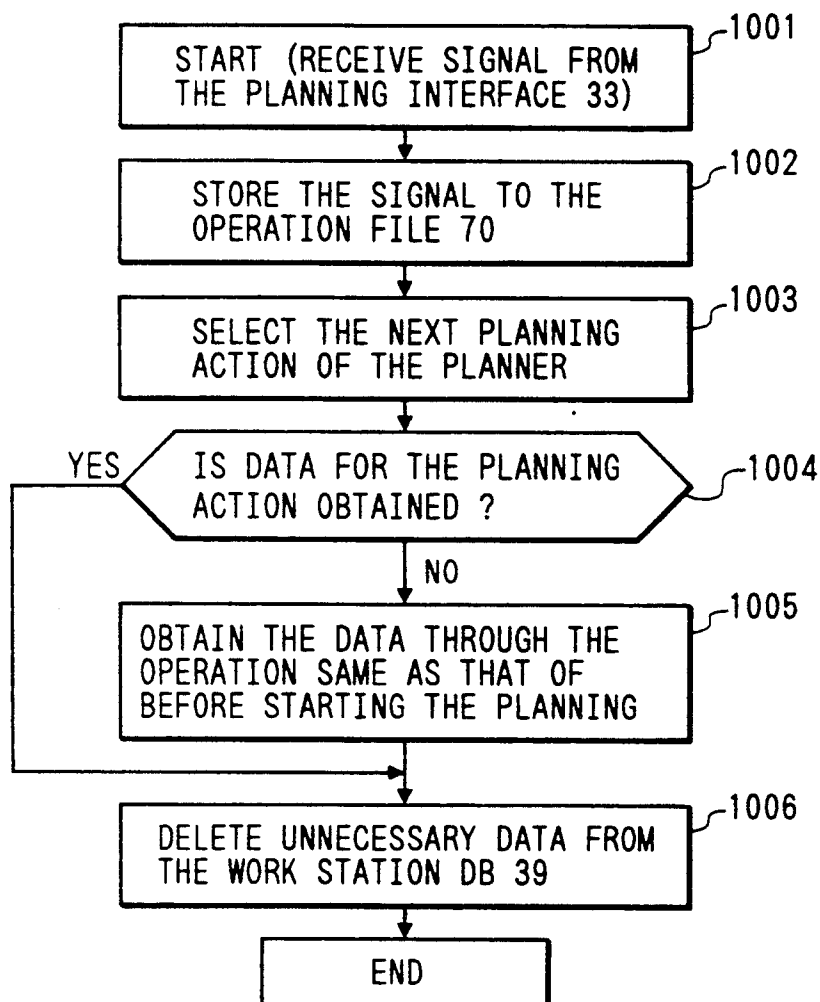 1001
START (RECEIVE SIGNAL FROM
THE PLANNING INTERFACE 33)
1002
STORE THE SIGNAL TO THE
OPERATION FILE 70
1003
SELECT THE NEXT PLANNING
ACTION OF THE PLANNER
YES
IS DATA FOR THE PLANNING
ACTION OBTAINED ?
1004
NO
1005
OBTAIN THE DATA THROUGH THE
OPERATION SAME AS THAT OF
BEFORE STARTING THE PLANNING
1006
DELETE UNNECESSARY DATA FROM
THE WORK STATION DB 39
END